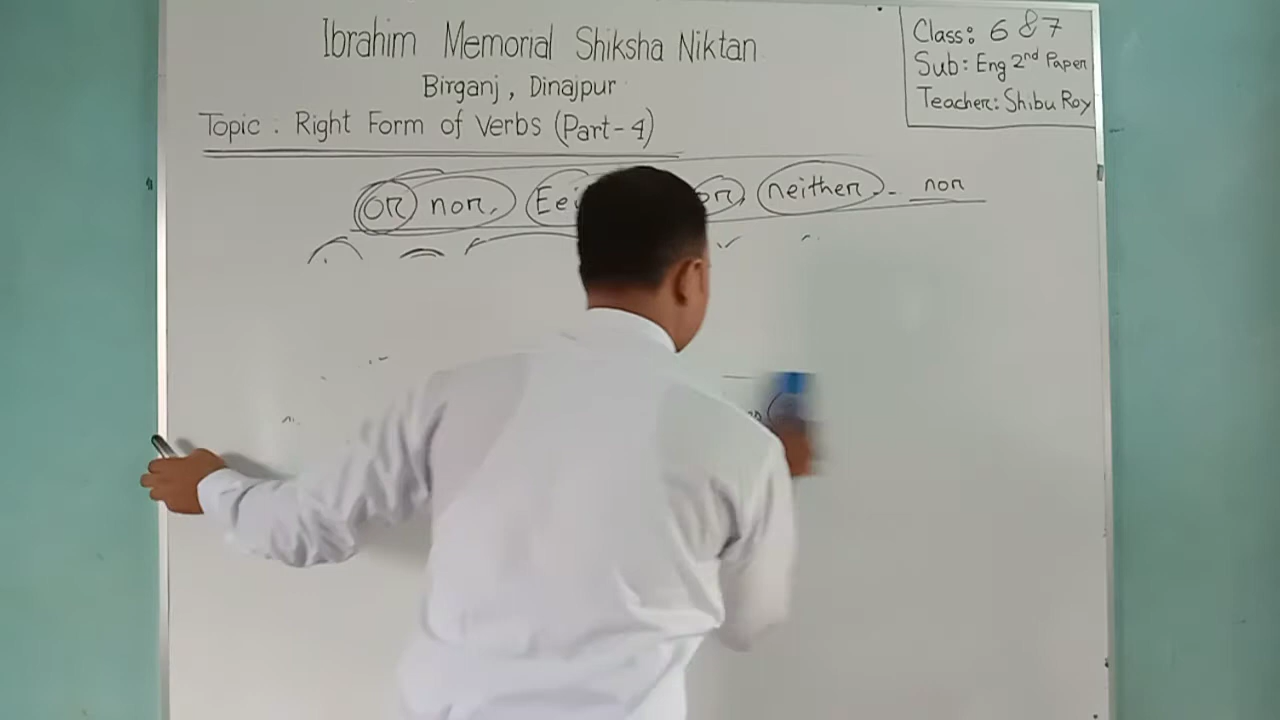 Ibrahim Memorial Shiksha Niktan
Birganj, Dinajpur
Topic: Right Form of Verbs (Part-4)
Class: 6 & 7
Sub: Eng 2nd Paper
Teacher: Shibu Roy
or nor, or, neither -- nor